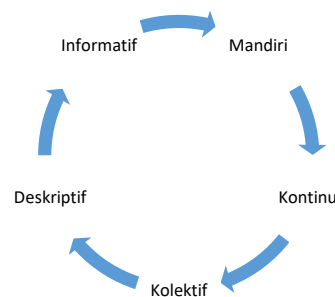 Informatif
Mandiri
Kontinu
Kolektif
Deskriptif